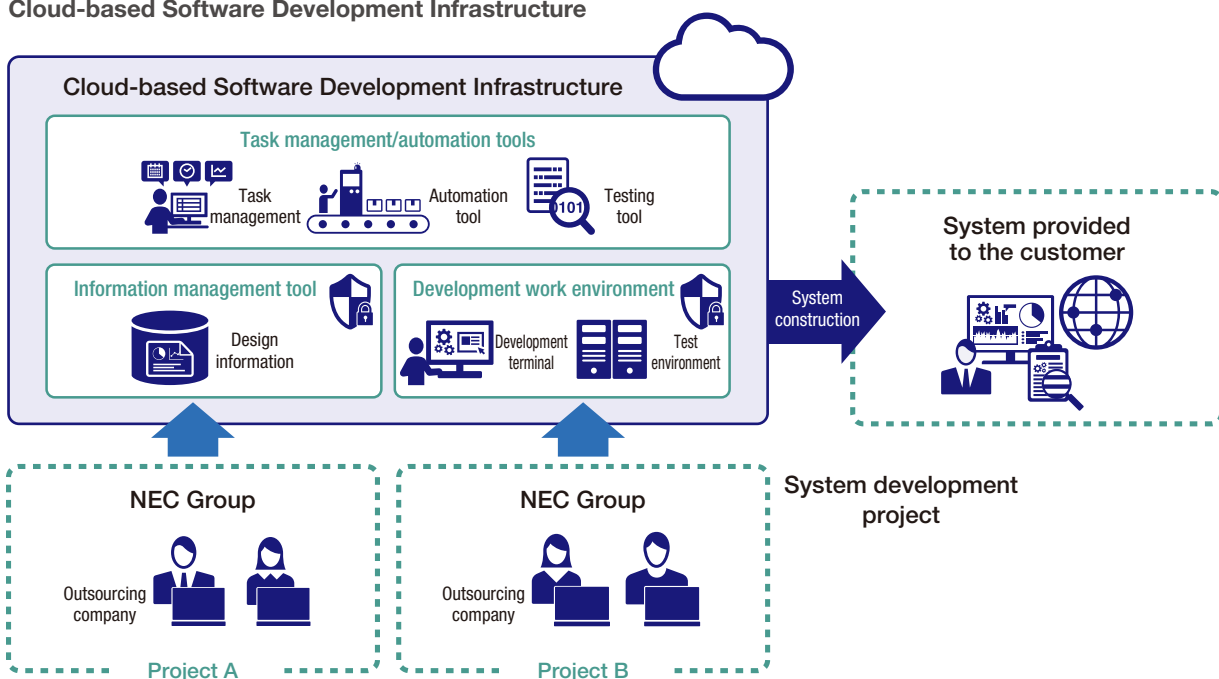 Cloud-based Software Development Infrastructure
Cloud-based Software Development Infrastructure
Task management/automation tools
Task
management
Automation
tool
0101
Testing
tool
Information management tool
Design
information
Development work environment
Development
terminal
Test
environment
System
construction
System provided
to the customer
NEC Group
Outsourcing
company
Project A
NEC Group
Outsourcing
company
Project B
System development
project